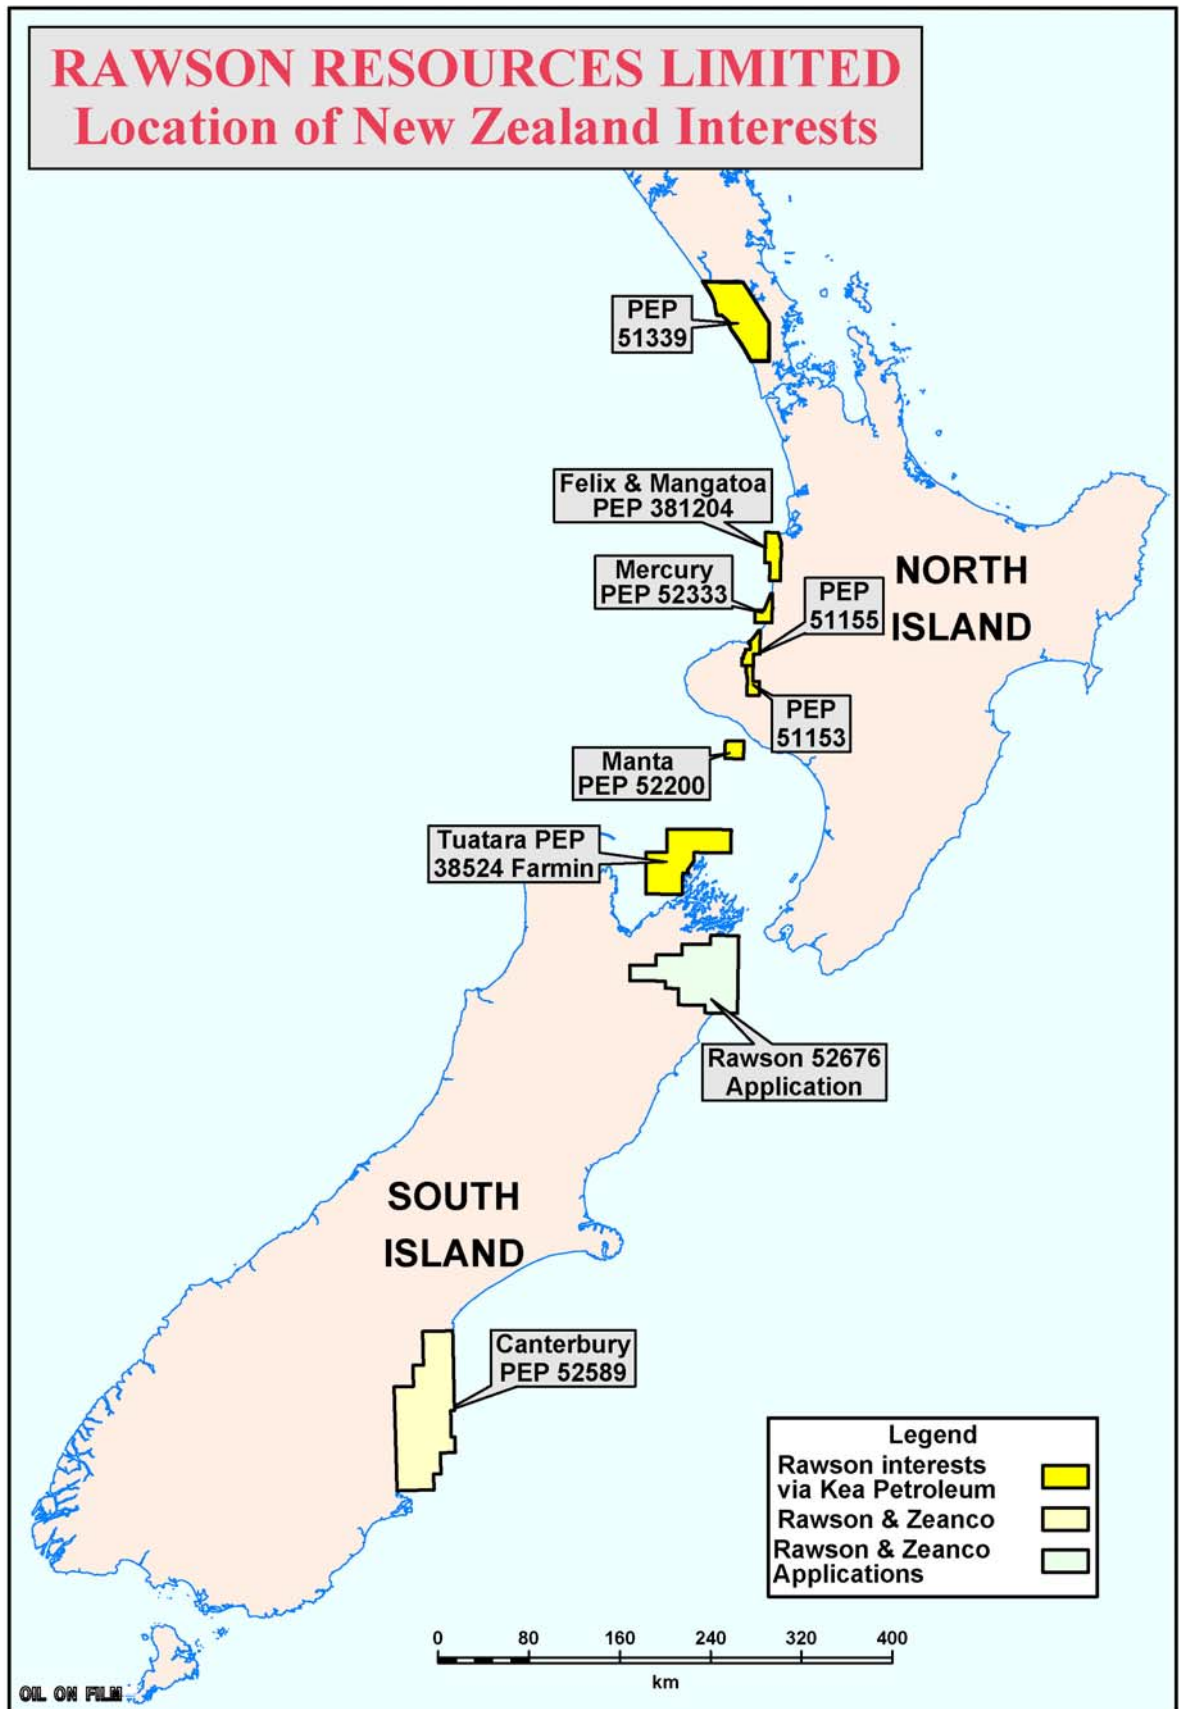 RAWSON RESOURCES LIMITED
Location of New Zealand Interests
PEP
51339
Felix & Mangatoa
PEP 381204
Mercury
PEP 52333
PEP
51155
NORTH
ISLAND
PEP
51153
Manta
PEP 52200
Tuatara PEP
38524 Farmin
Rawson 52676
Application
SOUTH
ISLAND
Canterbury
PEP 52589
Legend
Rawson interests
via Kea Petroleum
Rawson & Zeanco
Rawson & Zeanco
Applications
0 80 160 240 320 400
km
OIL ON FILM